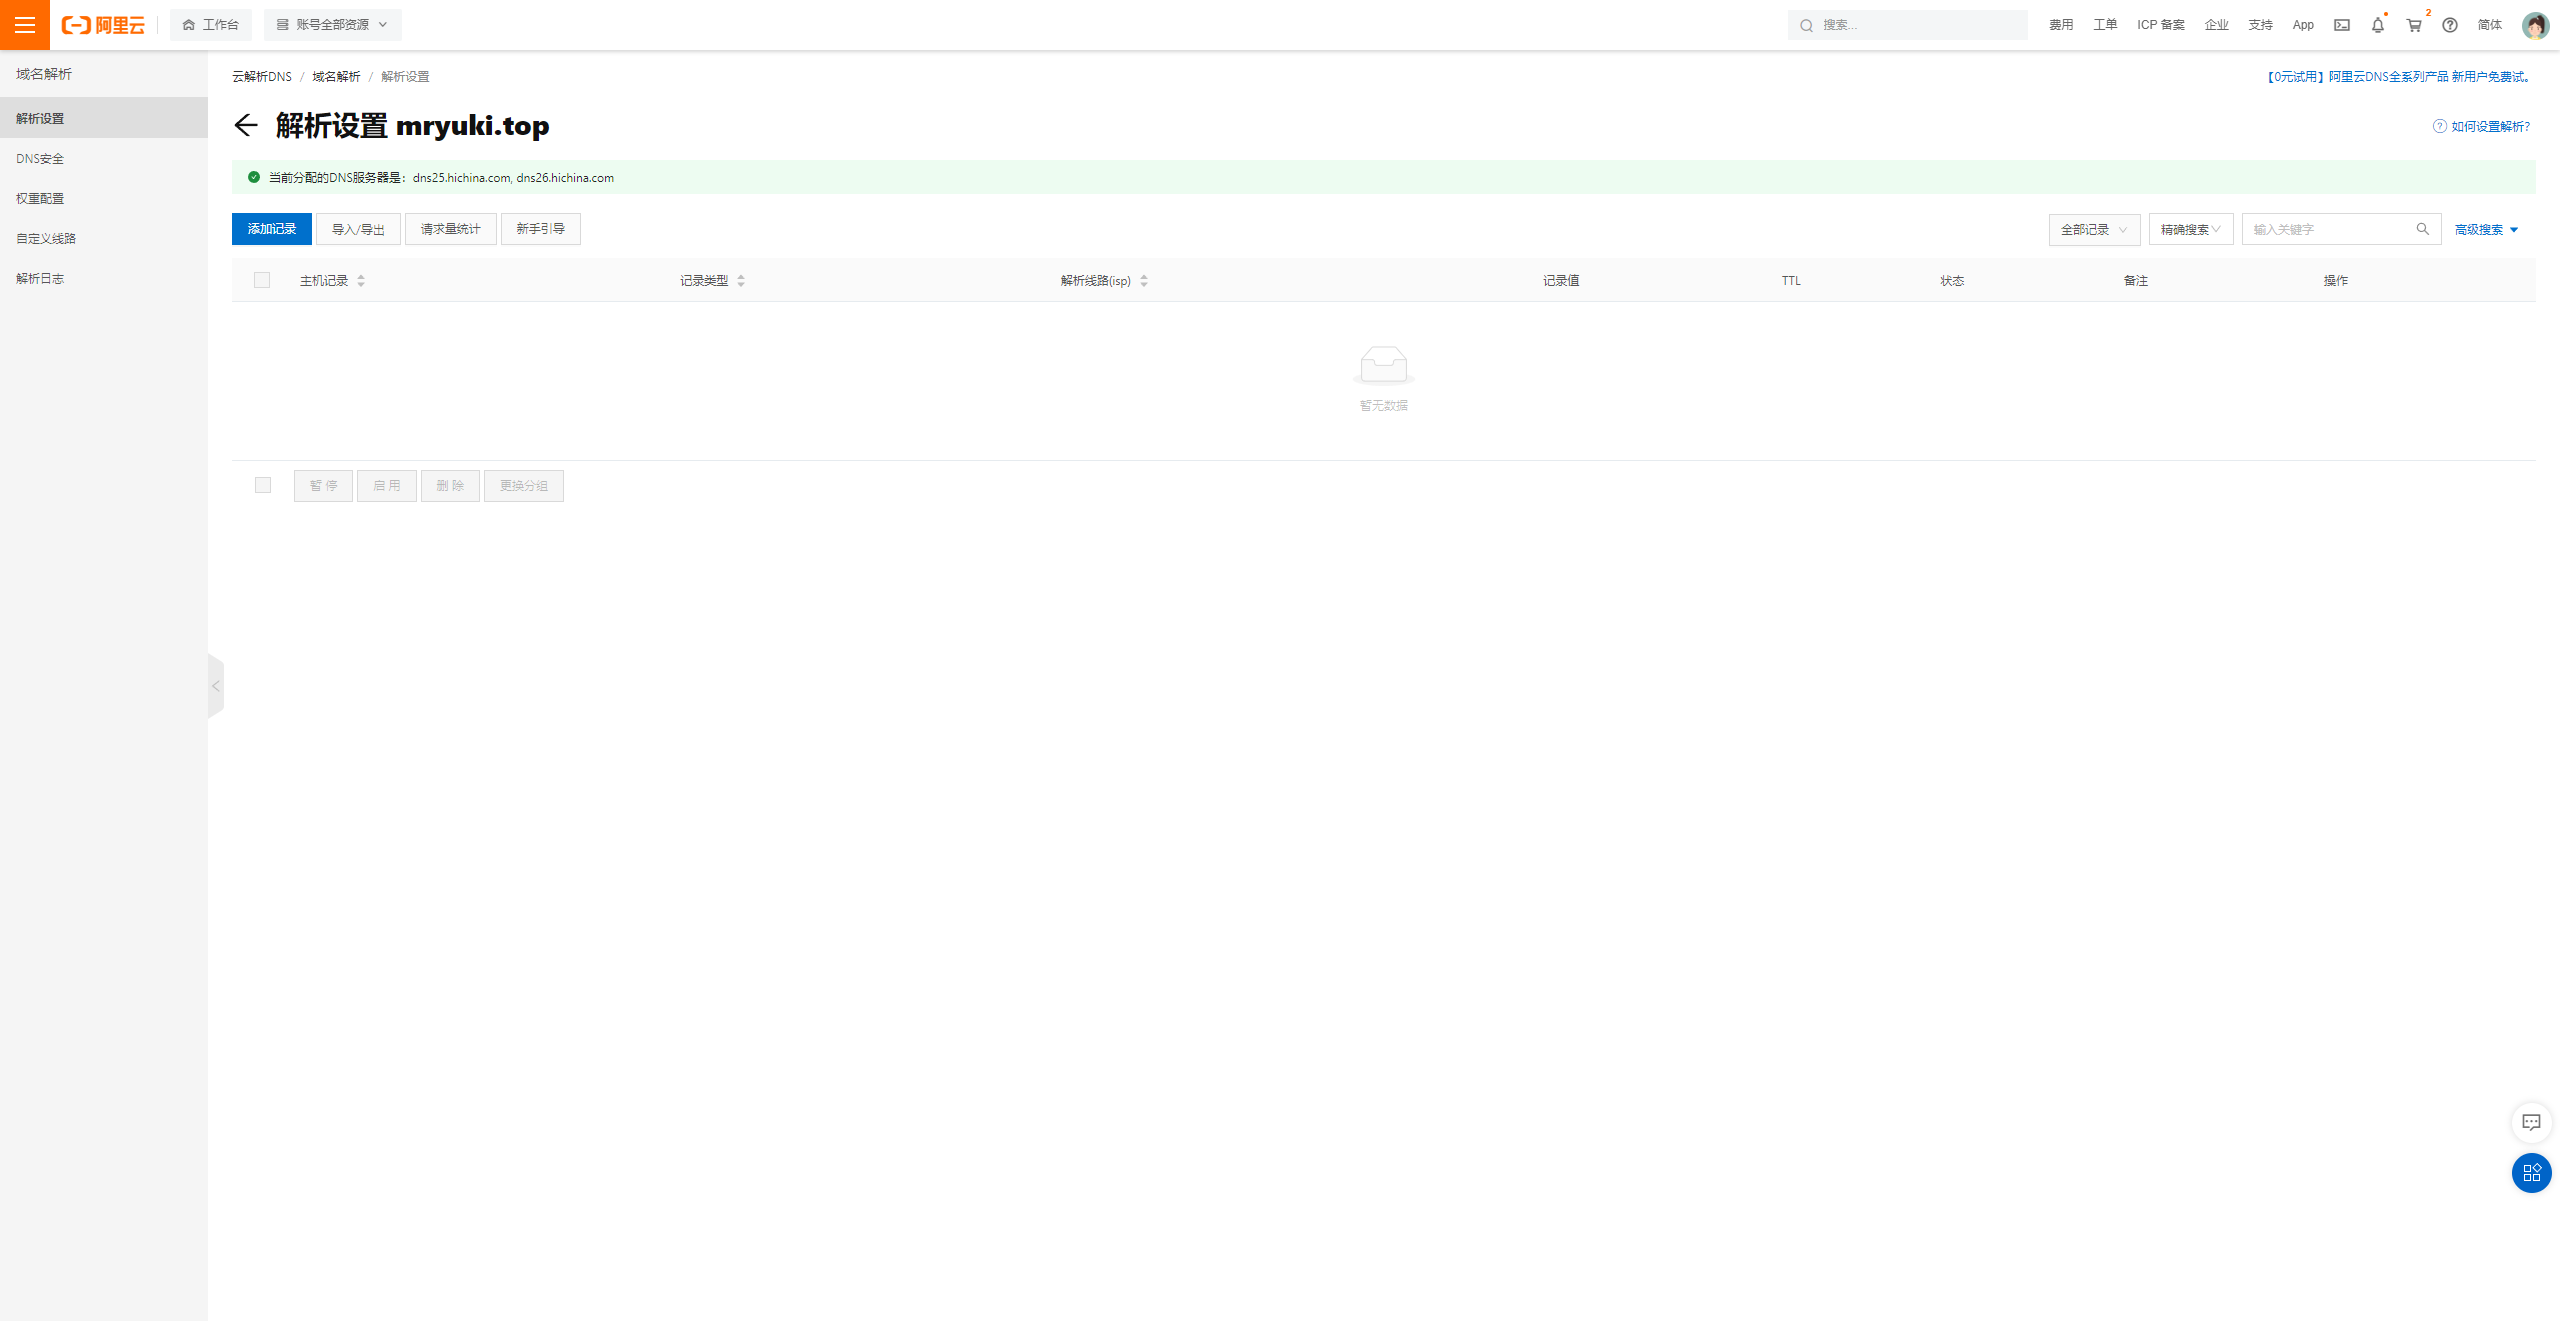 阿里云
工作台
账号全部资源
搜索...
费用
工单
ICP 备案
企业
支持
App
2
简体
域名解析
解析设置
DNS安全
权重配置
自定义线路
解析日志
云解析DNS / 域名解析 / 解析设置
【0元试用】阿里云DNS全系列产品 新用户免费试。
解析设置 mryuki.top
如何设置解析?
当前分配的DNS服务器是：dns25.hichina.com, dns26.hichina.com
添加记录
导入/导出
请求量统计
新手引导
全部记录
精确搜索
输入关键字
高级搜索
主机记录
记录类型
解析线路(isp)
记录值
TTL
状态
备注
操作
暂无数据
暂 停
启 用
删 除
更换分组